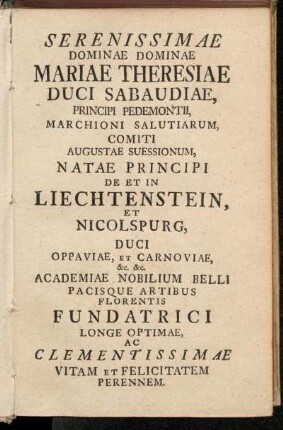 SERENISSIMAE
DOMINAE DOMINAE
MARIAE THERESIAE
DUCI SABAUDIAE,
PRINCIPI PEDEMONTII,
MARCHIONI SALUTIARUM,
COMITI
AUGUSTAE SUESSIONUM,
NATAE PRINCIPI
DE ET IN
LIECHTENSTEIN,
ET
NICOLSPURG,
DUCI
OPPAVIAE, ET CARNOVIAE,
&c. &c.
ACADEMIAE NOBILIUM BELLI
PACISQUE ARTIBUS
FLORENTIS
FUNDATRICI
LONGE OPTIMAE,
AC
CLEMENTISSIMAE
VITAM ET FELICITATEM
PERENNEM.